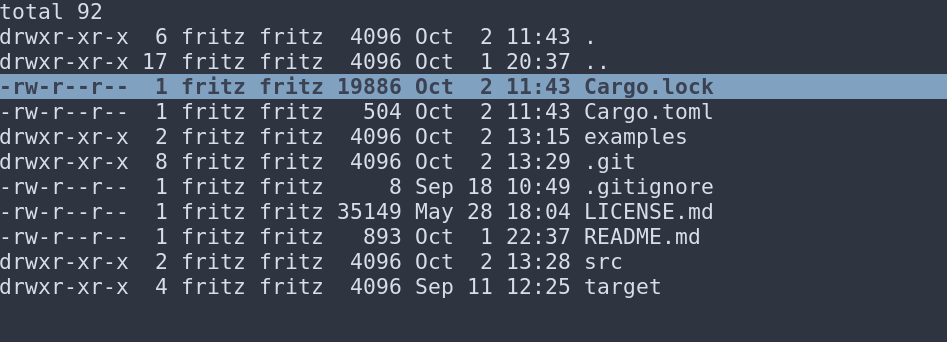 total 92
drwxr-xr-x  6 fritz fritz  4096 Oct  2 11:43 .
drwxr-xr-x 17 fritz fritz  4096 Oct  1 20:37 ..
-rw-r--r--  1 fritz fritz 19886 Oct  2 11:43 Cargo.lock
-rw-r--r--  1 fritz fritz   504 Oct  2 11:43 Cargo.toml
drwxr-xr-x  2 fritz fritz  4096 Oct  2 13:15 examples
drwxr-xr-x  8 fritz fritz  4096 Oct  2 13:29 .git
-rw-r--r--  1 fritz fritz     8 Sep 18 10:49 .gitignore
-rw-r--r--  1 fritz fritz 35149 May 28 18:04 LICENSE.md
-rw-r--r--  1 fritz fritz   893 Oct  1 22:37 README.md
drwxr-xr-x  2 fritz fritz  4096 Oct  2 13:28 src
drwxr-xr-x  4 fritz fritz  4096 Sep 11 12:25 target